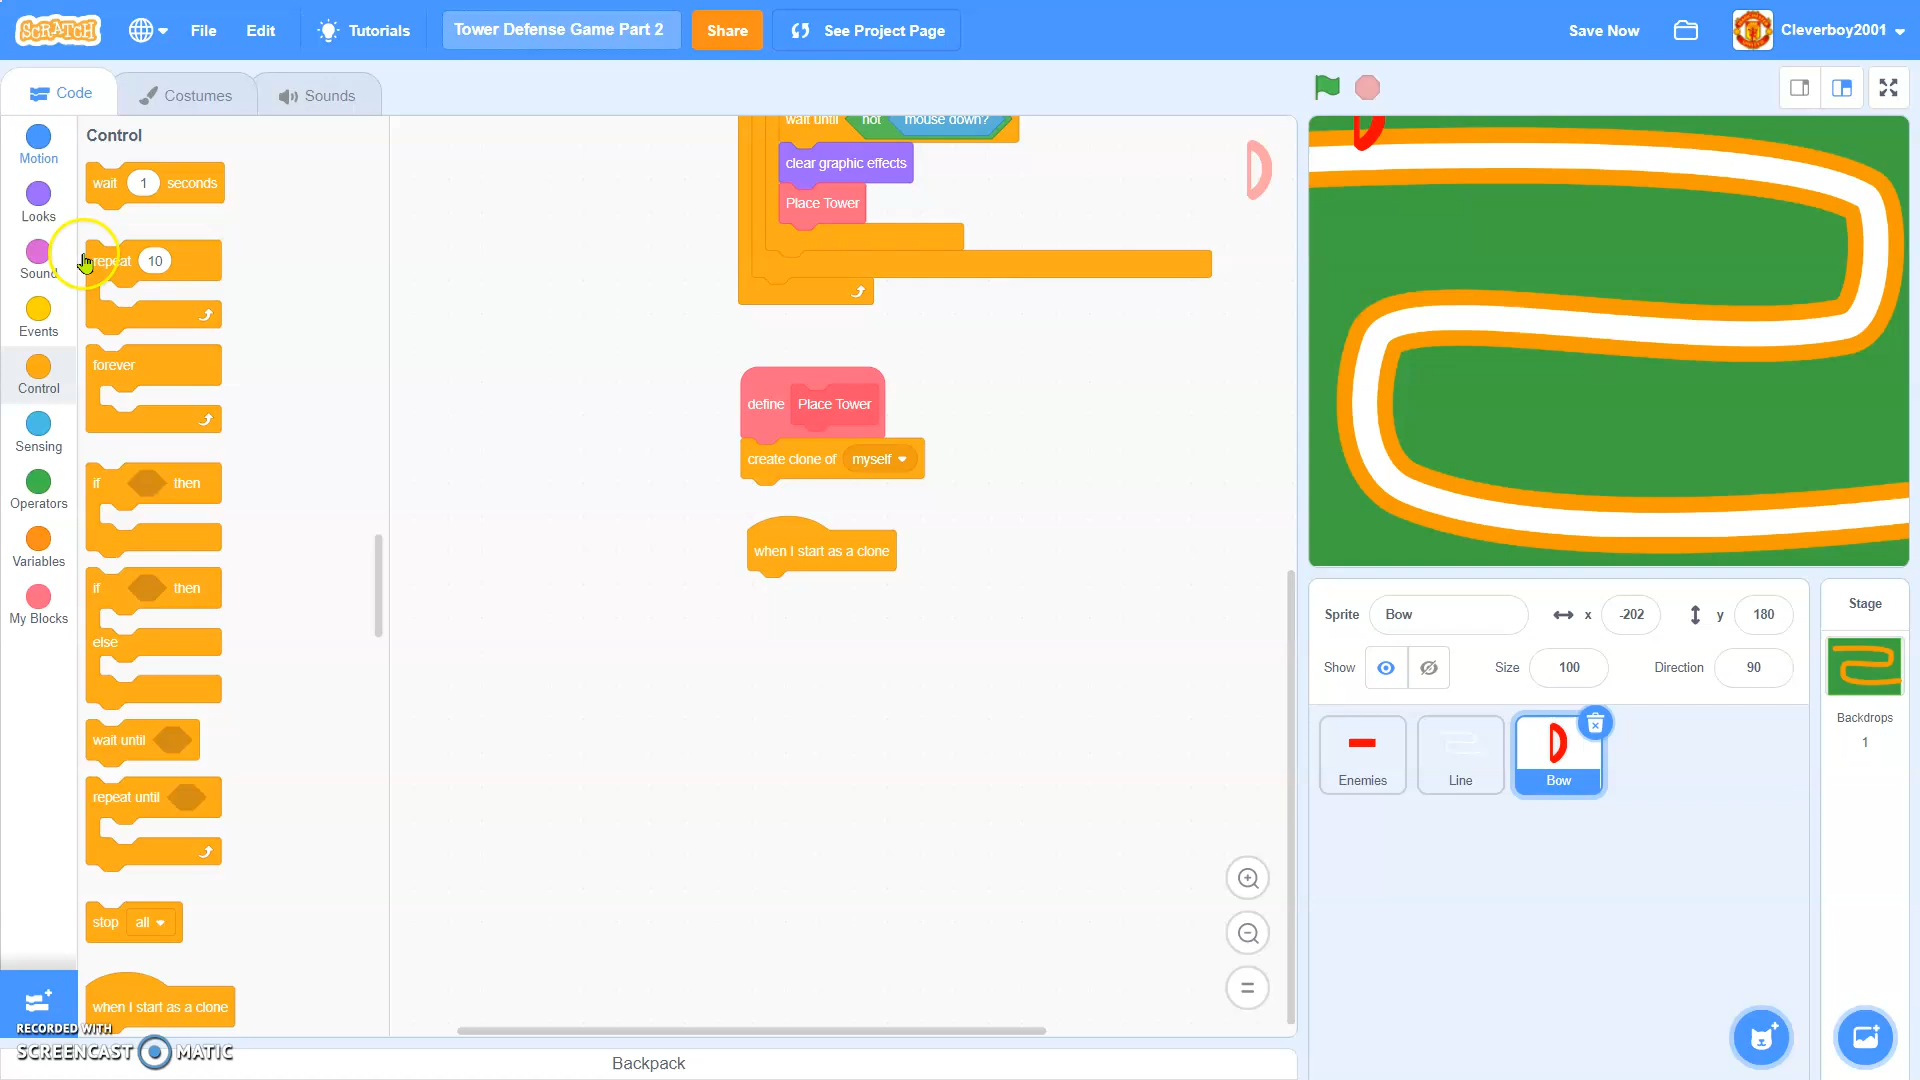 SCRATCH
File
Edit
Tutorials
Tower Defense Game Part 2
Share
See Project Page
Save Now
Cleverboy2001
Code
Costumes
Sounds
Motion
Looks
Sound
Events
Control
Sensing
Operators
Variables
My Blocks
Control
wait 1 seconds
repeat 10
forever
if then
if then
else
wait until
repeat until
stop all
when I start as a clone
wait until not mouse down?
clear graphic effects
Place Tower
define Place Tower
create clone of myself
when I start as a clone
Sprite Bow x -202 y 180
Show Size 100 Direction 90
Enemies
Line
Bow
Stage
Backdrops
1
Backpack
RECORDED WITH
SCREENCAST MATIC